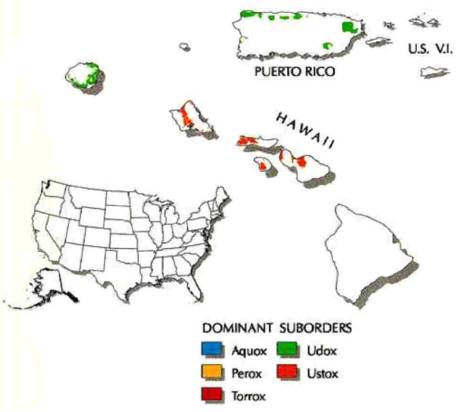 U.S. V.I.
PUERTO RICO
HAWAII
DOMINANT SUBORDERS
Aquox Udox
Perox Ustox
Torrox